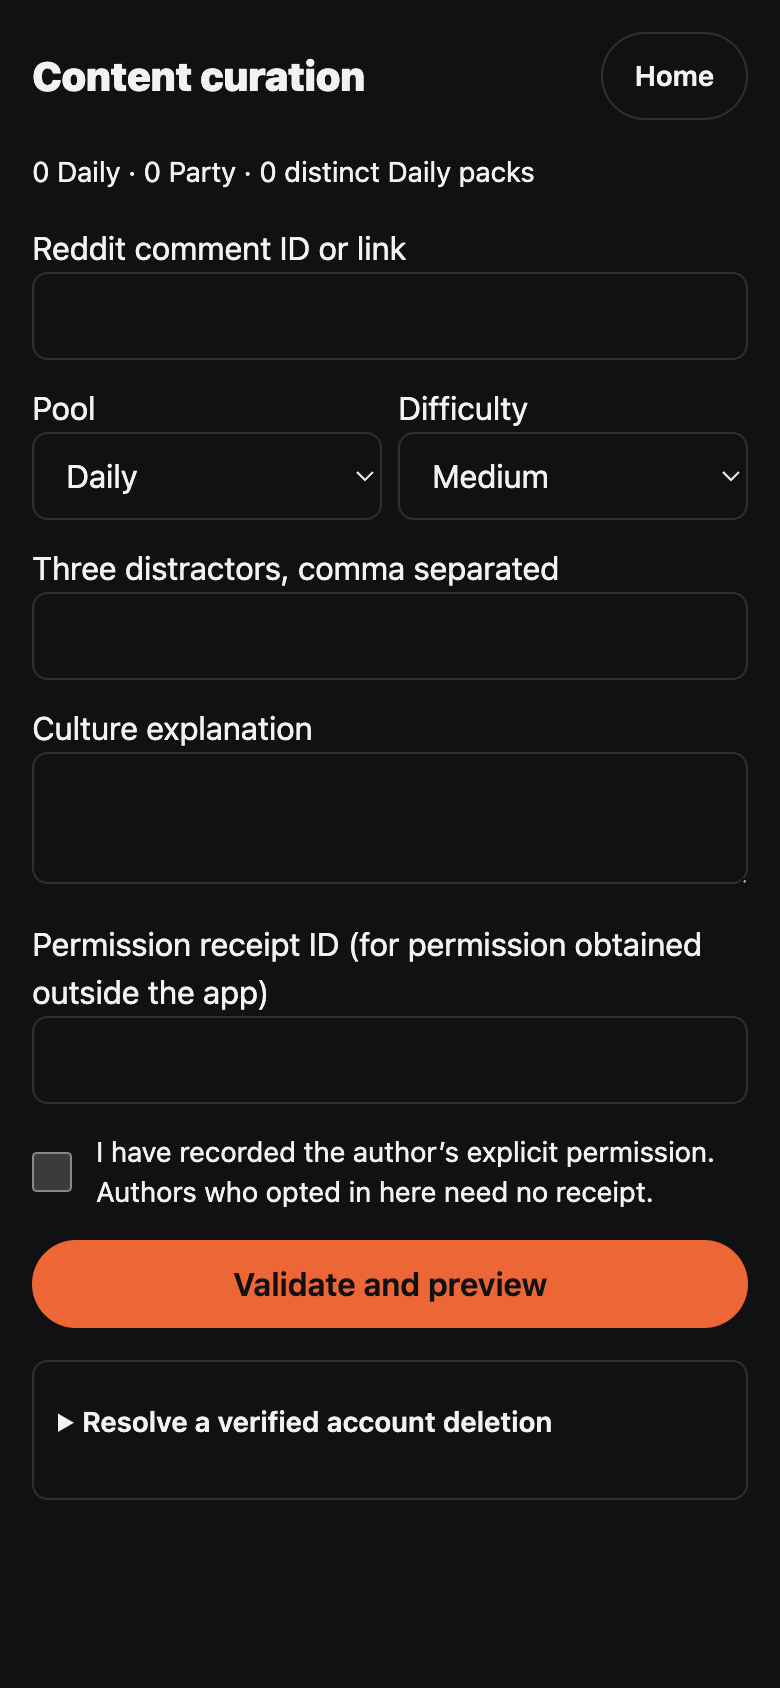 Content curation
Home
0 Daily · 0 Party · 0 distinct Daily packs
Reddit comment ID or link
Pool
Difficulty
Daily
Medium
Three distractors, comma separated
Culture explanation
Permission receipt ID (for permission obtained
outside the app)
I have recorded the author’s explicit permission.
Authors who opted in here need no receipt.
Validate and preview
Resolve a verified account deletion